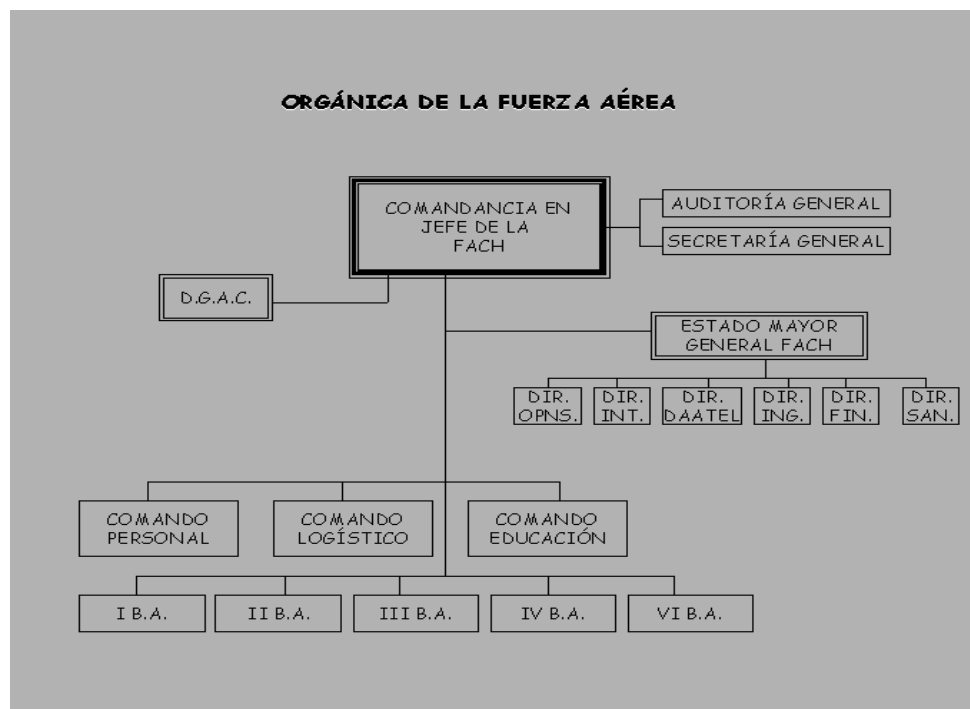 ORGÁNICA DE LA FUERZA AÉREA
COMANDANCIA EN
JEFE DE LA
FACH
AUDITORÍA GENERAL
SECRETARÍA GENERAL
D.G.A.C.
ESTADO MAYOR
GENERAL FACH
DIR.
OPNS.
DIR.
INT.
DIR.
DAATEL
DIR.
ING.
DIR.
FIN.
DIR.
SAN.
COMANDO
PERSONAL
COMANDO
LOGÍSTICO
COMANDO
EDUCACIÓN
I B.A.
II B.A.
III B.A.
IV B.A.
VI B.A.